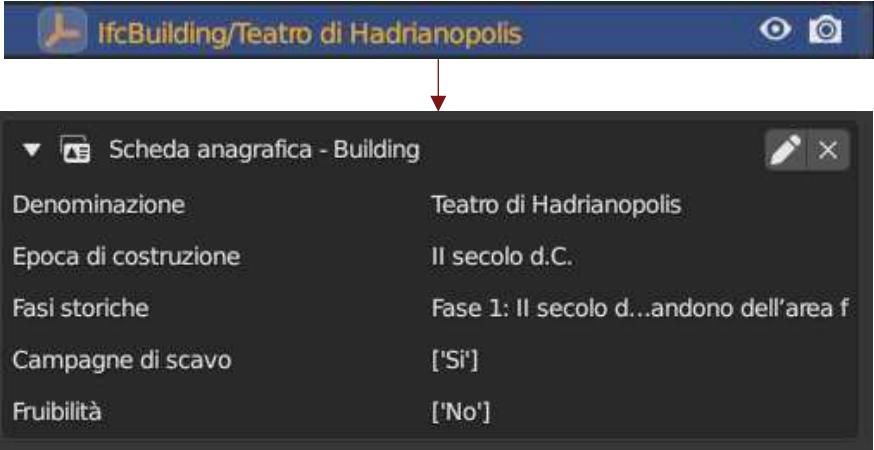 IfcBuilding/Teatro di Hadrianopolis
Scheda anagrafica - Building
Denominazione Teatro di Hadrianopolis
Epoca di costruzione II secolo d.C.
Fasi storiche Fase 1: II secolo d...andono dell'area f
Campagne di scavo ['Si']
Fruibilità ['No']